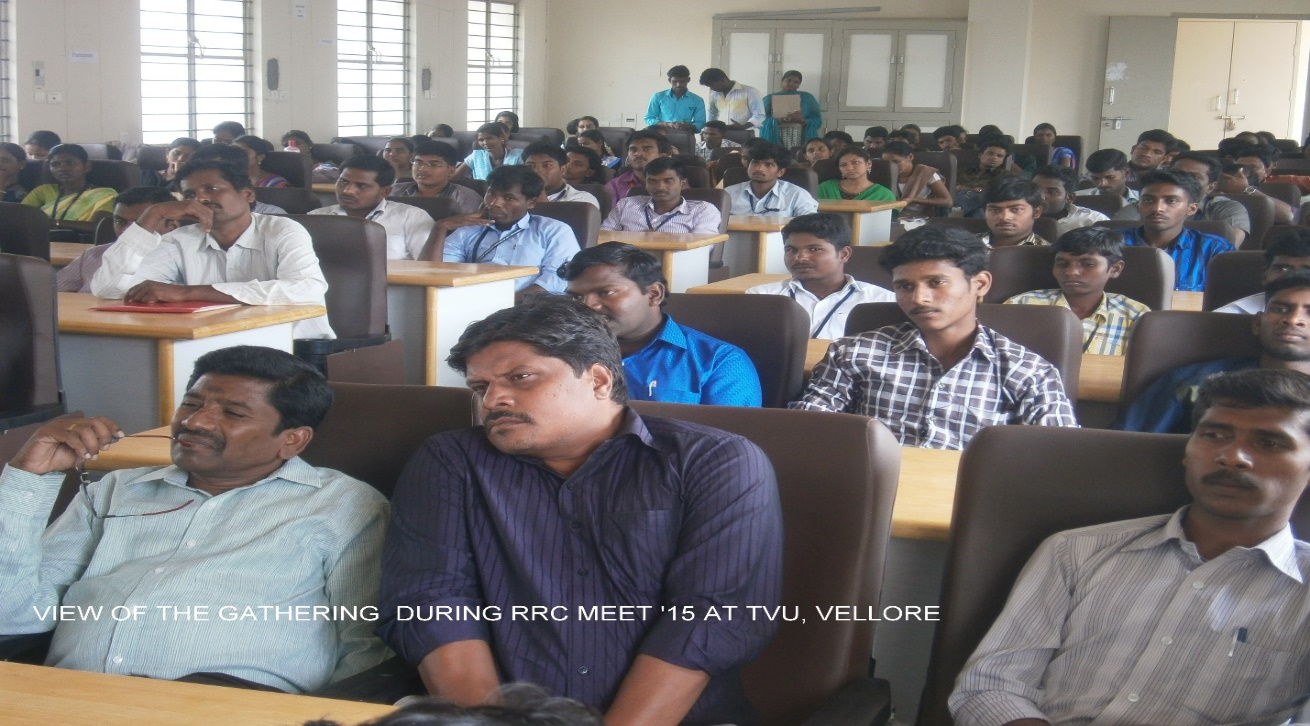 VIEW OF THE GATHERING  DURING RRC MEET '15 AT TVU, VELLORE